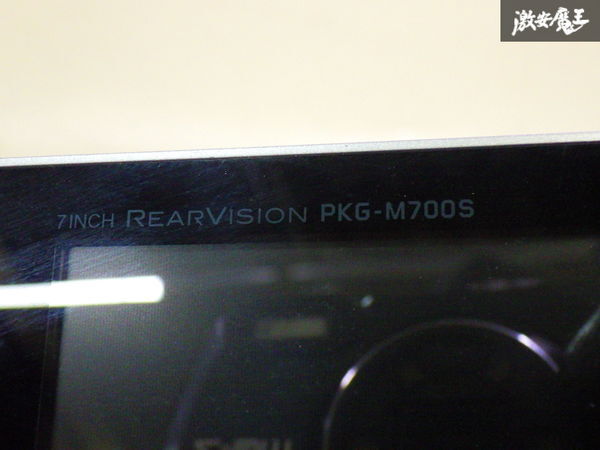 激安魔王
7INCH REARVISION PKG-M700S